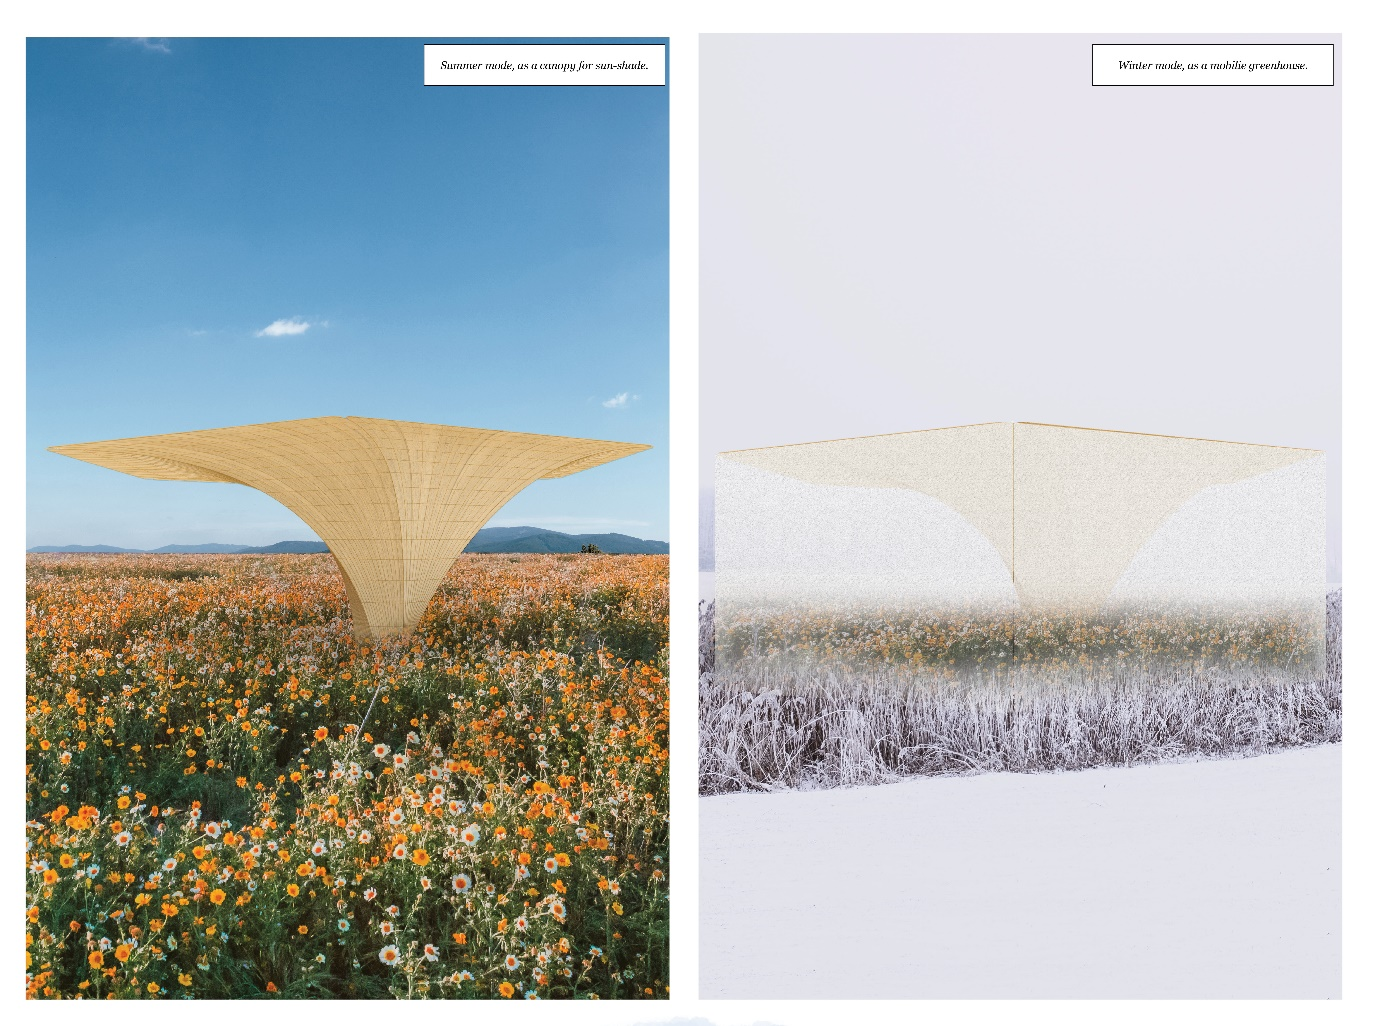 Summer mode, as a canopy for sun-shade.
Winter mode, as a mobilie greenhouse.